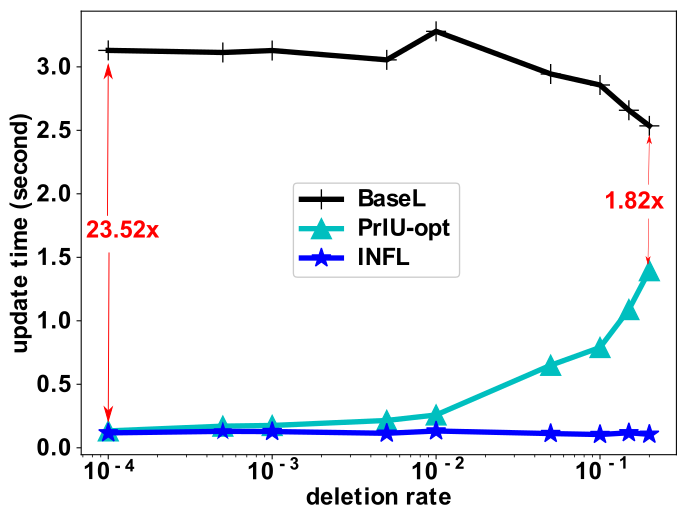 update time (second)
3.0
2.5
2.0
1.5
1.0
0.5
0.0
23.52x
1.82x
BaseL
PrIU-opt
INFL
10⁻⁴
10⁻³
10⁻²
10⁻¹
deletion rate